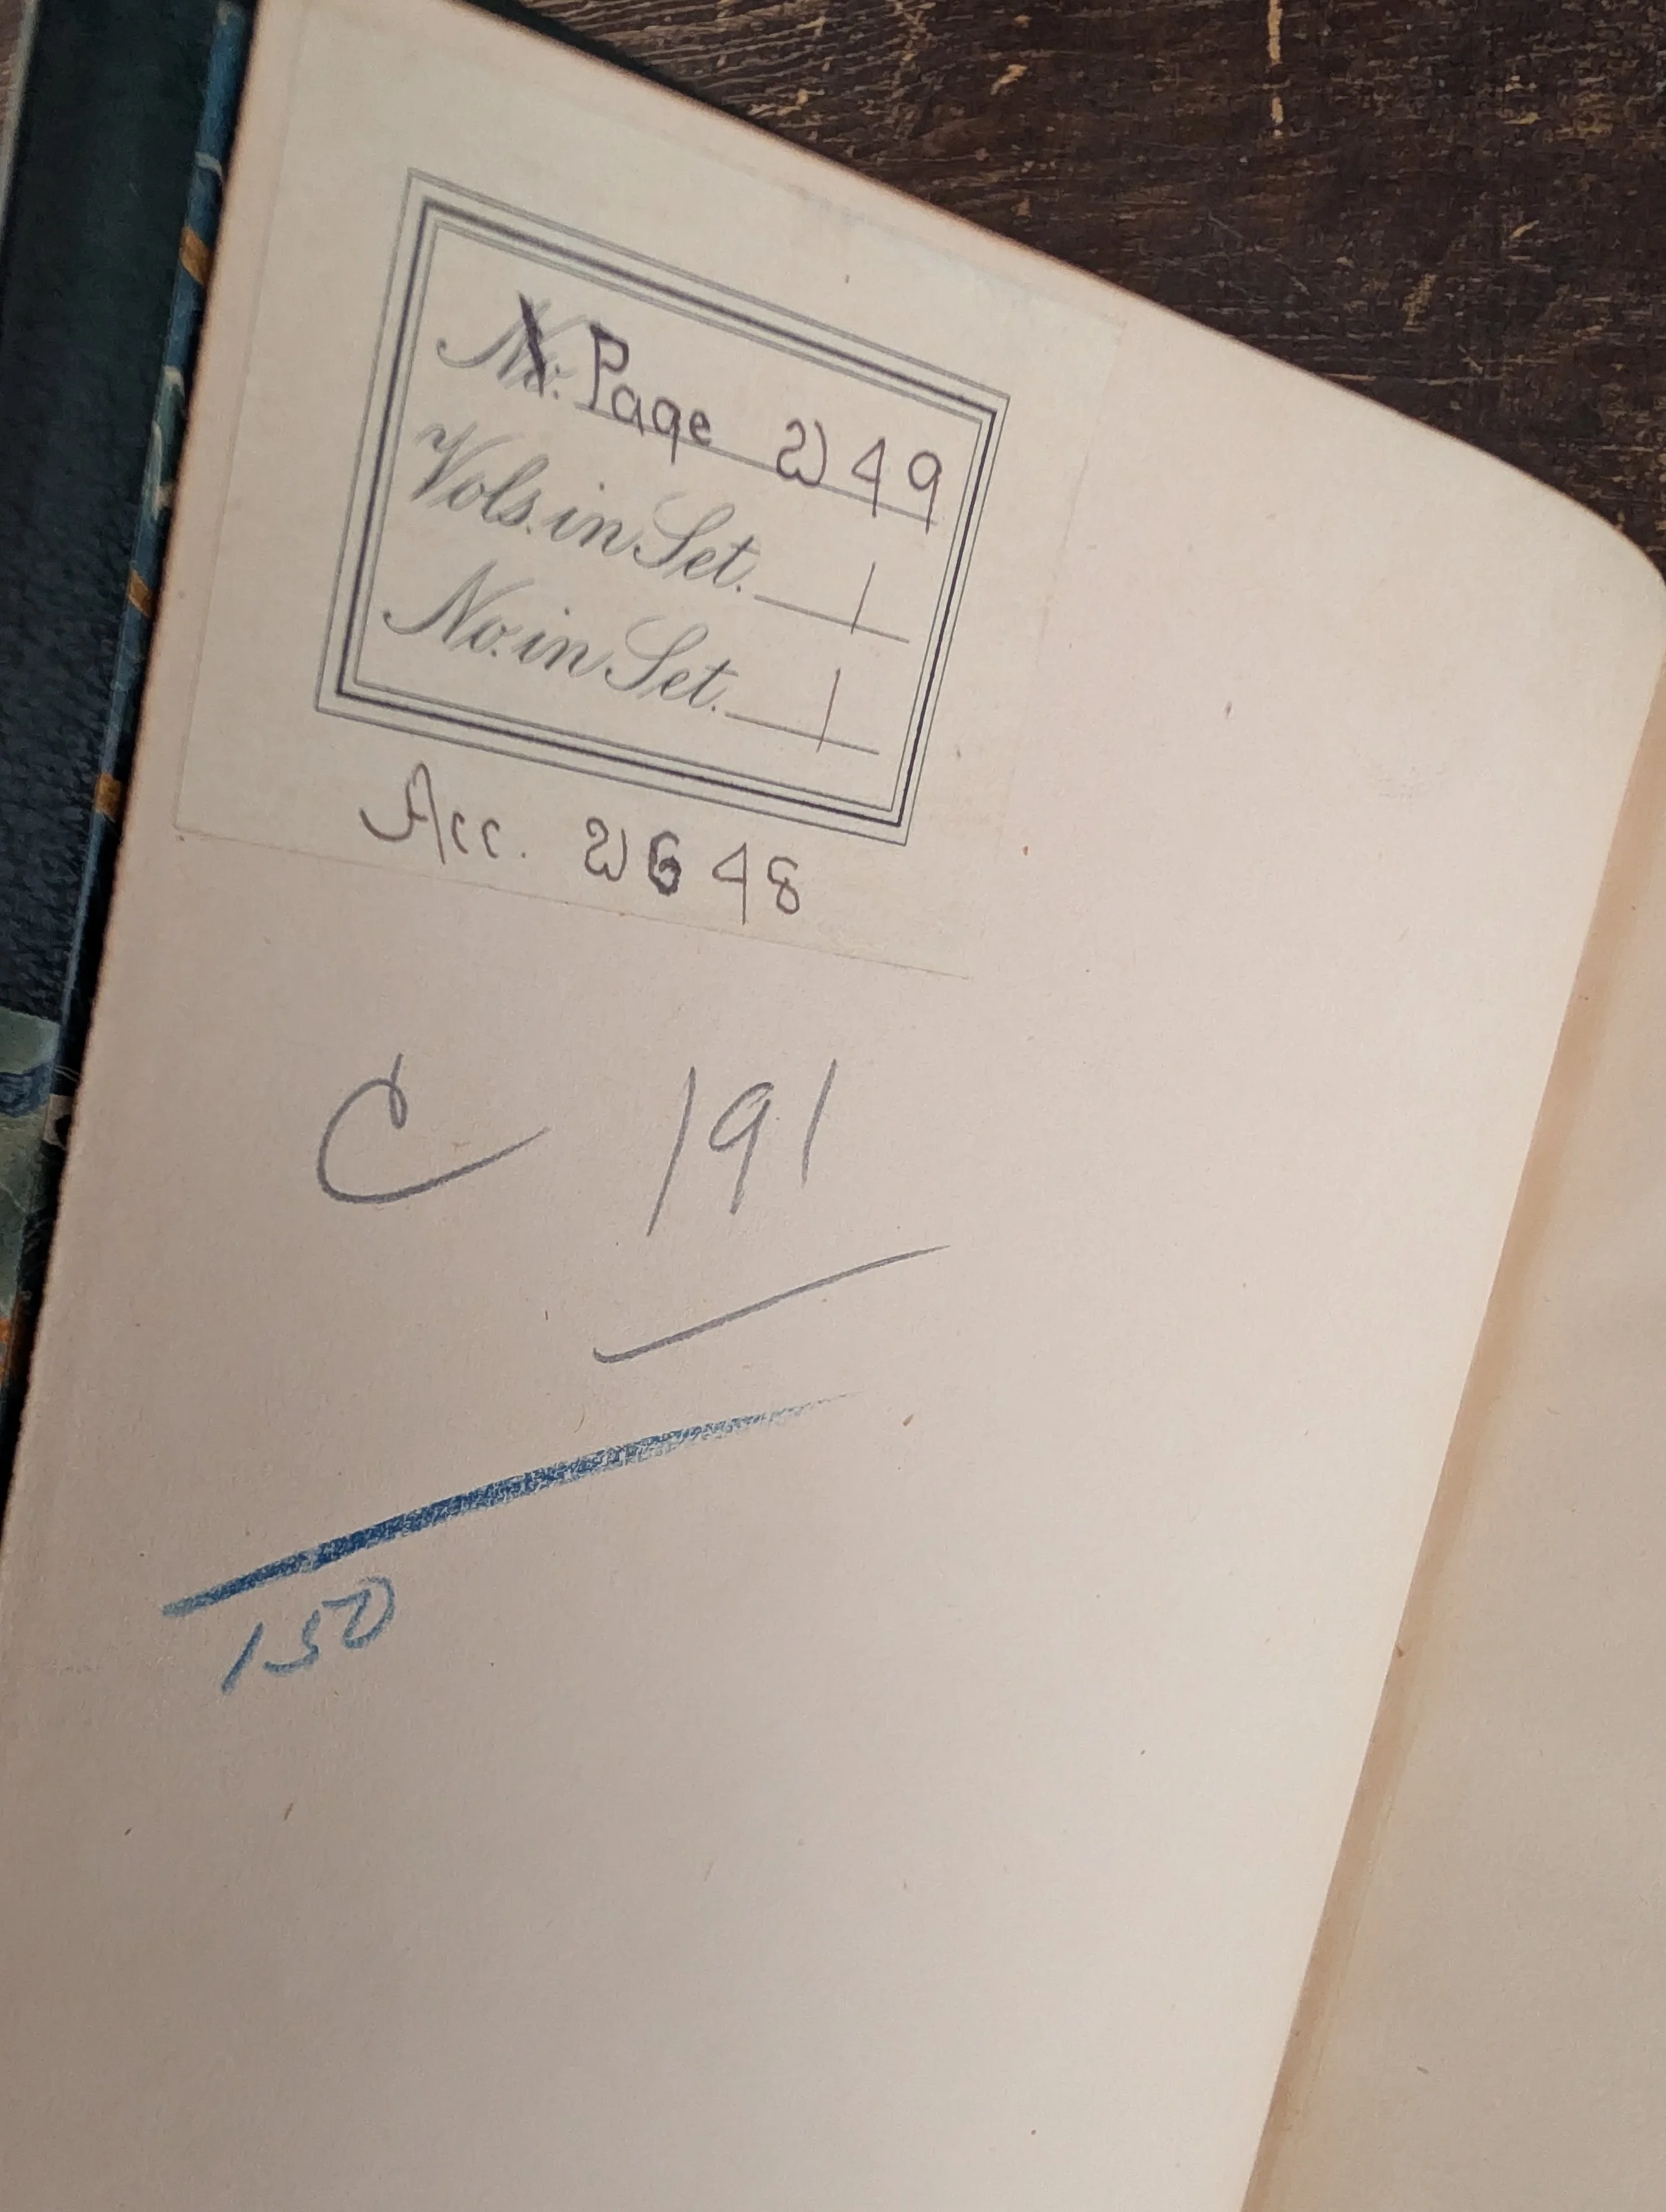 No. Page 249
Vols. in Set. 1
No. in Set. 1
Acc. 2648
C 191
150